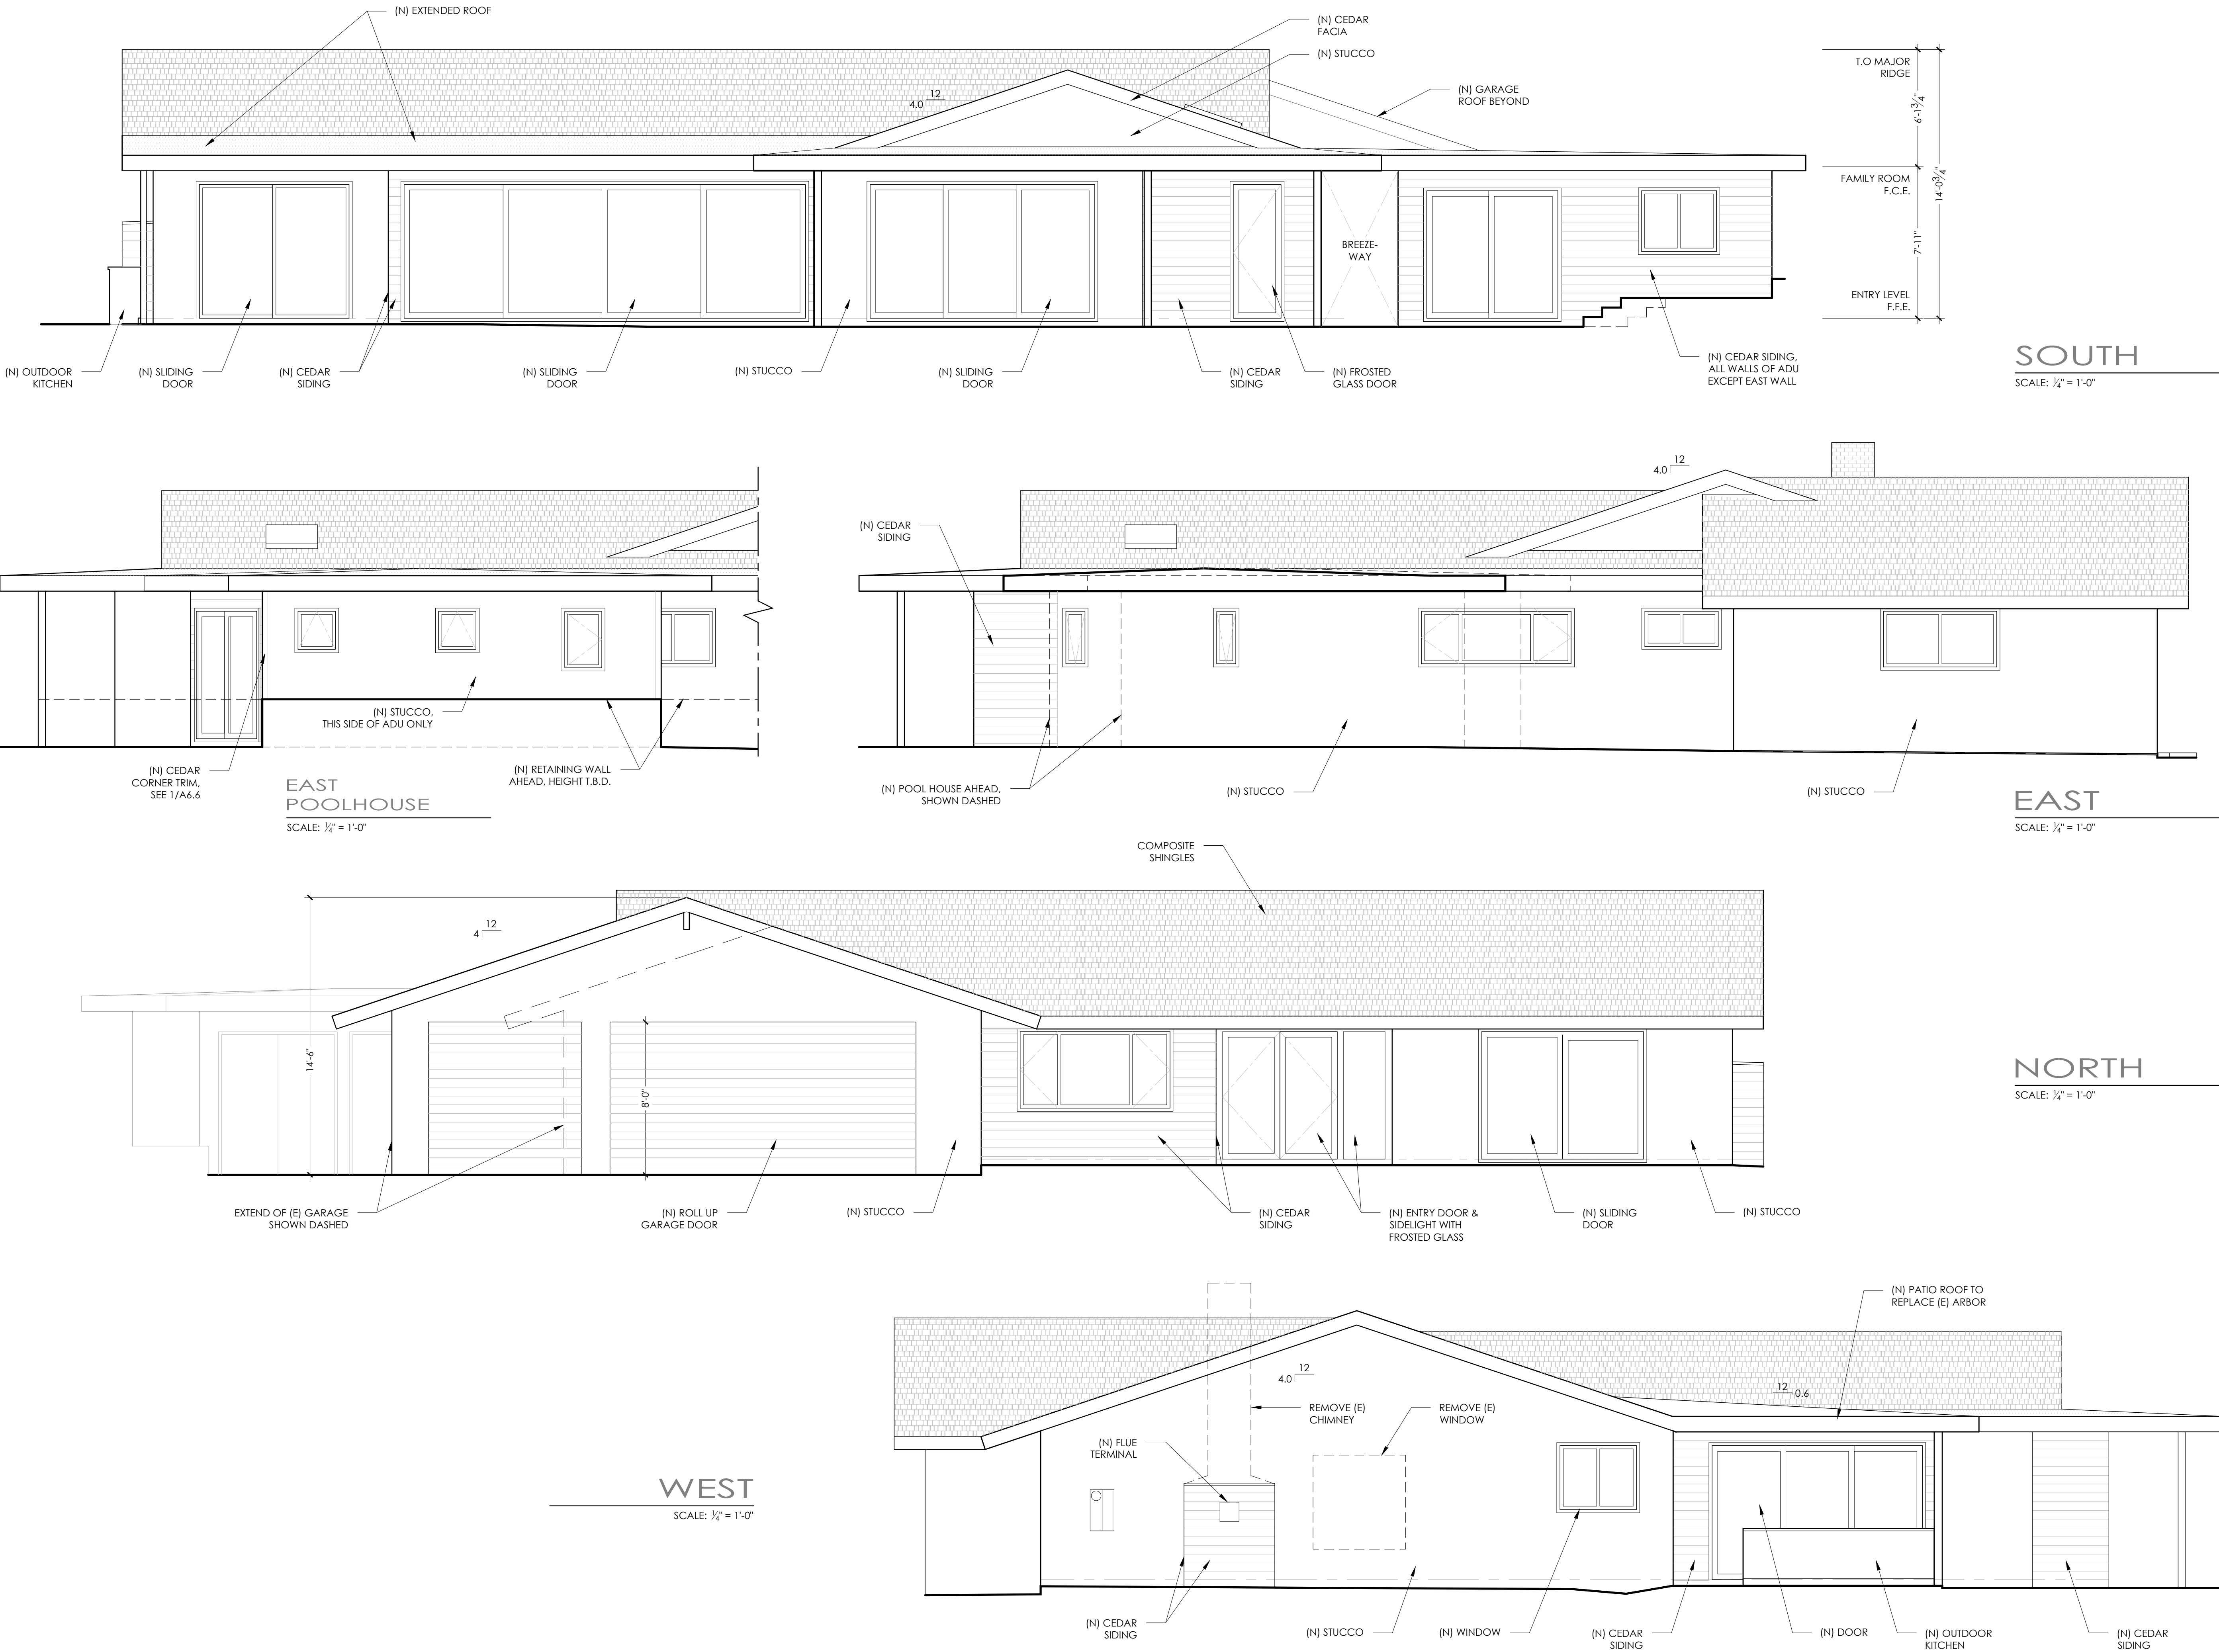 (N) EXTENDED ROOF
(N) CEDAR
FACIA
(N) STUCCO
(N) GARAGE
ROOF BEYOND
12
4.0
T.O MAJOR
RIDGE
6'-1¾"
FAMILY ROOM
F.C.E.
14'-0¾"
7'-11"
ENTRY LEVEL
F.F.E.
BREEZE-
WAY
(N) OUTDOOR
KITCHEN
(N) SLIDING
DOOR
(N) CEDAR
SIDING
(N) SLIDING
DOOR
(N) STUCCO
(N) SLIDING
DOOR
(N) CEDAR
SIDING
(N) FROSTED
GLASS DOOR
(N) CEDAR SIDING,
ALL WALLS OF ADU
EXCEPT EAST WALL
SOUTH
SCALE: ¼" = 1'-0"
(N) STUCCO,
THIS SIDE OF ADU ONLY
(N) CEDAR
CORNER TRIM,
SEE 1/A6.6
(N) RETAINING WALL
AHEAD, HEIGHT T.B.D.
EAST
POOLHOUSE
SCALE: ¼" = 1'-0"
12
4.0
(N) CEDAR
SIDING
(N) POOL HOUSE AHEAD,
SHOWN DASHED
(N) STUCCO
(N) STUCCO
EAST
SCALE: ¼" = 1'-0"
COMPOSITE
SHINGLES
12
4
14'-6"
8'-0"
EXTEND OF (E) GARAGE
SHOWN DASHED
(N) ROLL UP
GARAGE DOOR
(N) STUCCO
(N) CEDAR
SIDING
(N) ENTRY DOOR &
SIDELIGHT WITH
FROSTED GLASS
(N) SLIDING
DOOR
(N) STUCCO
NORTH
SCALE: ¼" = 1'-0"
(N) PATIO ROOF TO
REPLACE (E) ARBOR
12
4.0
12
0.6
REMOVE (E)
CHIMNEY
REMOVE (E)
WINDOW
(N) FLUE
TERMINAL
WEST
SCALE: ¼" = 1'-0"
(N) CEDAR
SIDING
(N) STUCCO
(N) WINDOW
(N) CEDAR
SIDING
(N) DOOR
(N) OUTDOOR
KITCHEN
(N) CEDAR
SIDING